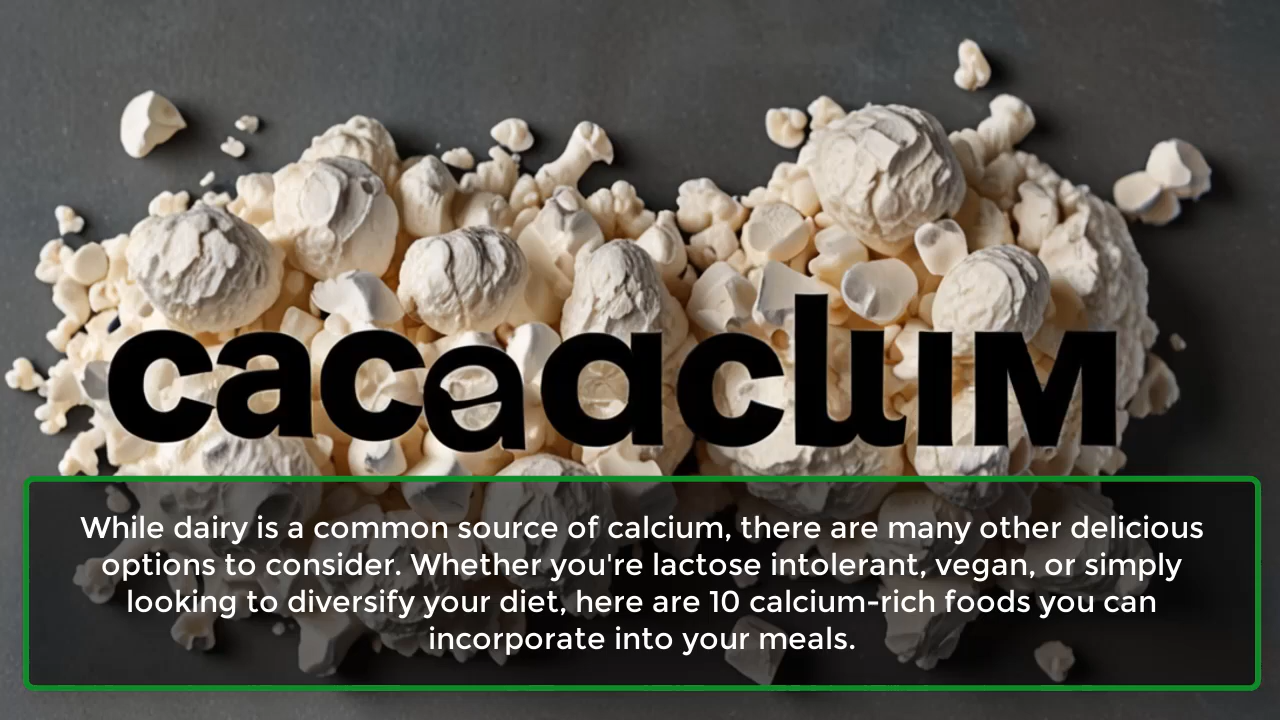 cacaɑclUIM
While dairy is a common source of calcium, there are many other delicious
options to consider. Whether you're lactose intolerant, vegan, or simply
looking to diversify your diet, here are 10 calcium-rich foods you can
incorporate into your meals.